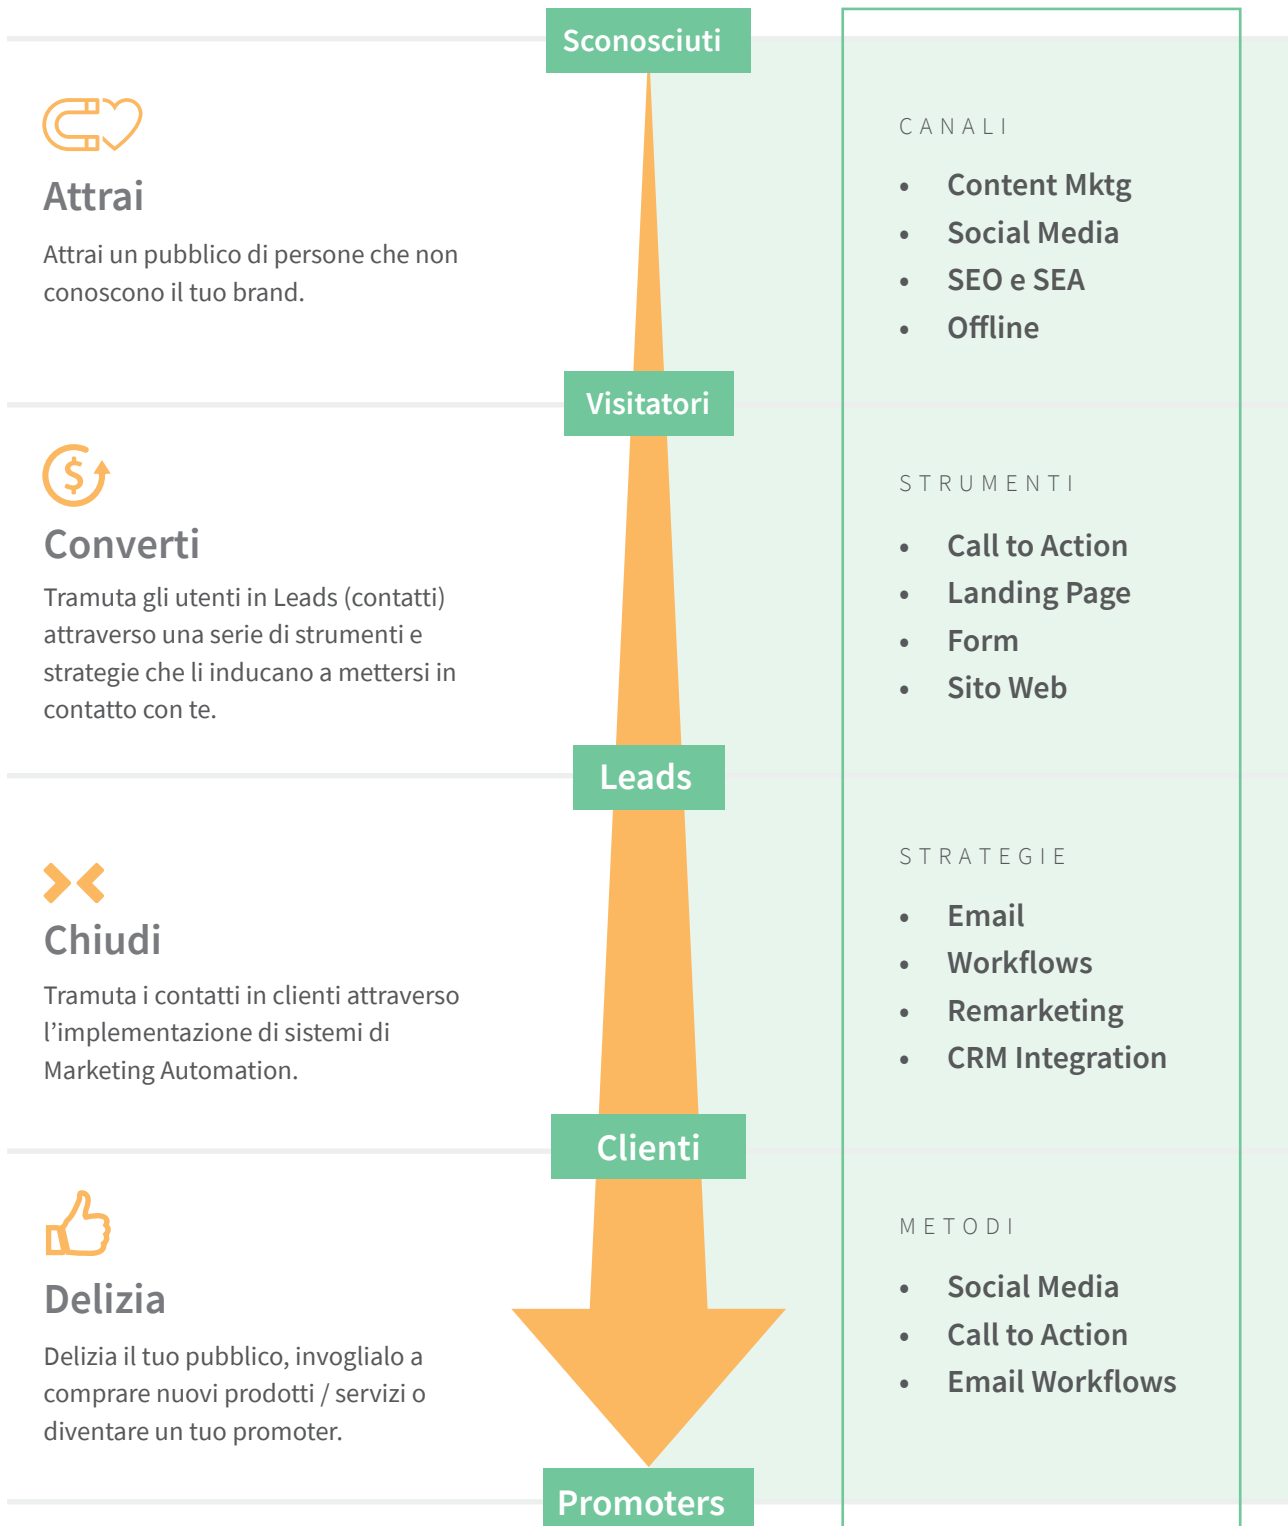 Sconosciuti
Attrai
Attrai un pubblico di persone che non
conoscono il tuo brand.
CANALI
• Content Mktg
• Social Media
• SEO e SEA
• Offline
Visitatori
Converti
Tramuta gli utenti in Leads (contatti)
attraverso una serie di strumenti e
strategie che li inducano a mettersi in
contatto con te.
STRUMENTI
• Call to Action
• Landing Page
• Form
• Sito Web
Leads
Chiudi
Tramuta i contatti in clienti attraverso
l’implementazione di sistemi di
Marketing Automation.
STRATEGIE
• Email
• Workflows
• Remarketing
• CRM Integration
Clienti
Delizia
Delizia il tuo pubblico, invoglialo a
comprare nuovi prodotti / servizi o
diventare un tuo promoter.
METODI
• Social Media
• Call to Action
• Email Workflows
Promoters